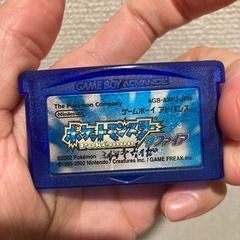 GAME BOY ADVANCE
The Pokémon Company
AGB-AXPJ-JPN
Nintendo
ゲームボーイ アドバンス
ポケットモンスター
サファイア
©2002 Pokémon
©1995-2002 Nintendo / Creatures inc. / GAME FREAK inc.